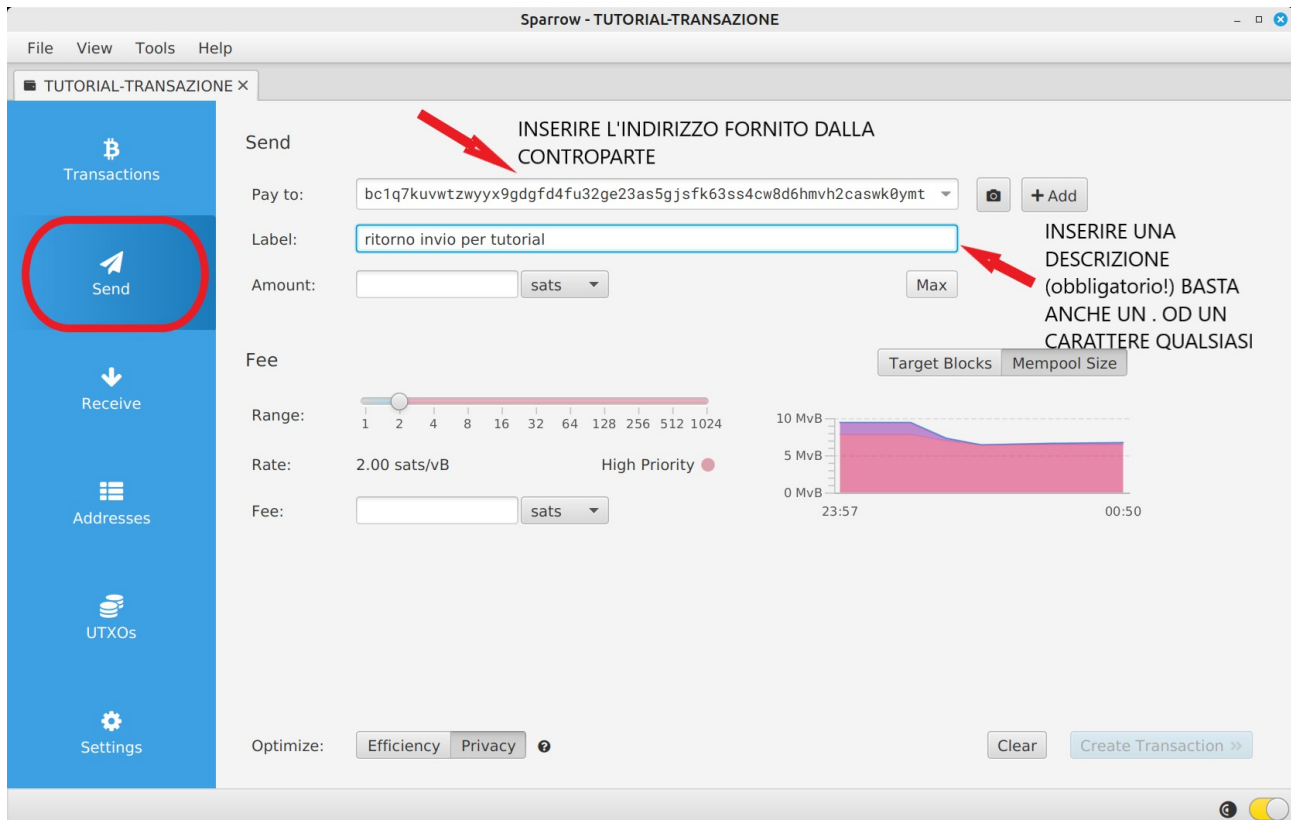 Sparrow - TUTORIAL-TRANSAZIONE
File View Tools Help
TUTORIAL-TRANSAZIONE
Transactions
Send
Receive
Addresses
UTXOs
Settings
Send
INSERIRE L'INDIRIZZO FORNITO DALLA
CONTROPARTE
Pay to: bc1q7kuvwtzwyyx9gdgfd4fu32ge23as5gjsfk63ss4cw8d6hmvh2caswk0ymt + Add
Label: ritorno invio per tutorial
INSERIRE UNA
DESCRIZIONE
(obbligatorio!) BASTA
ANCHE UN . OD UN
CARATTERE QUALSIASI
Amount: sats Max
Fee
Target Blocks Mempool Size
Range: 1 2 4 8 16 32 64 128 256 512 1024
Rate: 2.00 sats/vB High Priority
Fee: sats
10 MvB
5 MvB
0 MvB
23:57 00:50
Optimize: Efficiency Privacy ? Clear Create Transaction »